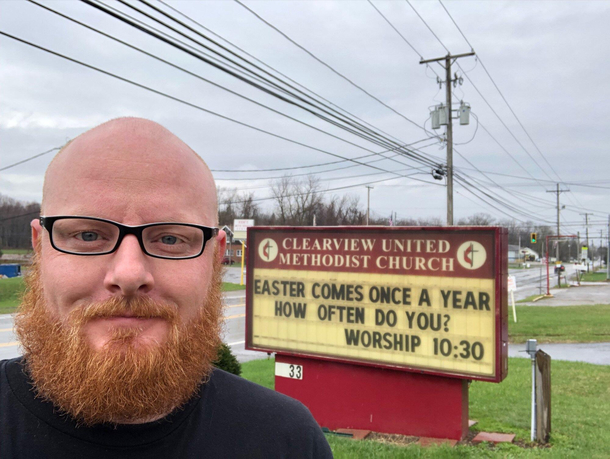 CLEARVIEW UNITED
METHODIST CHURCH
EASTER COMES ONCE A YEAR
HOW OFTEN DO YOU?
WORSHIP 10:30
33